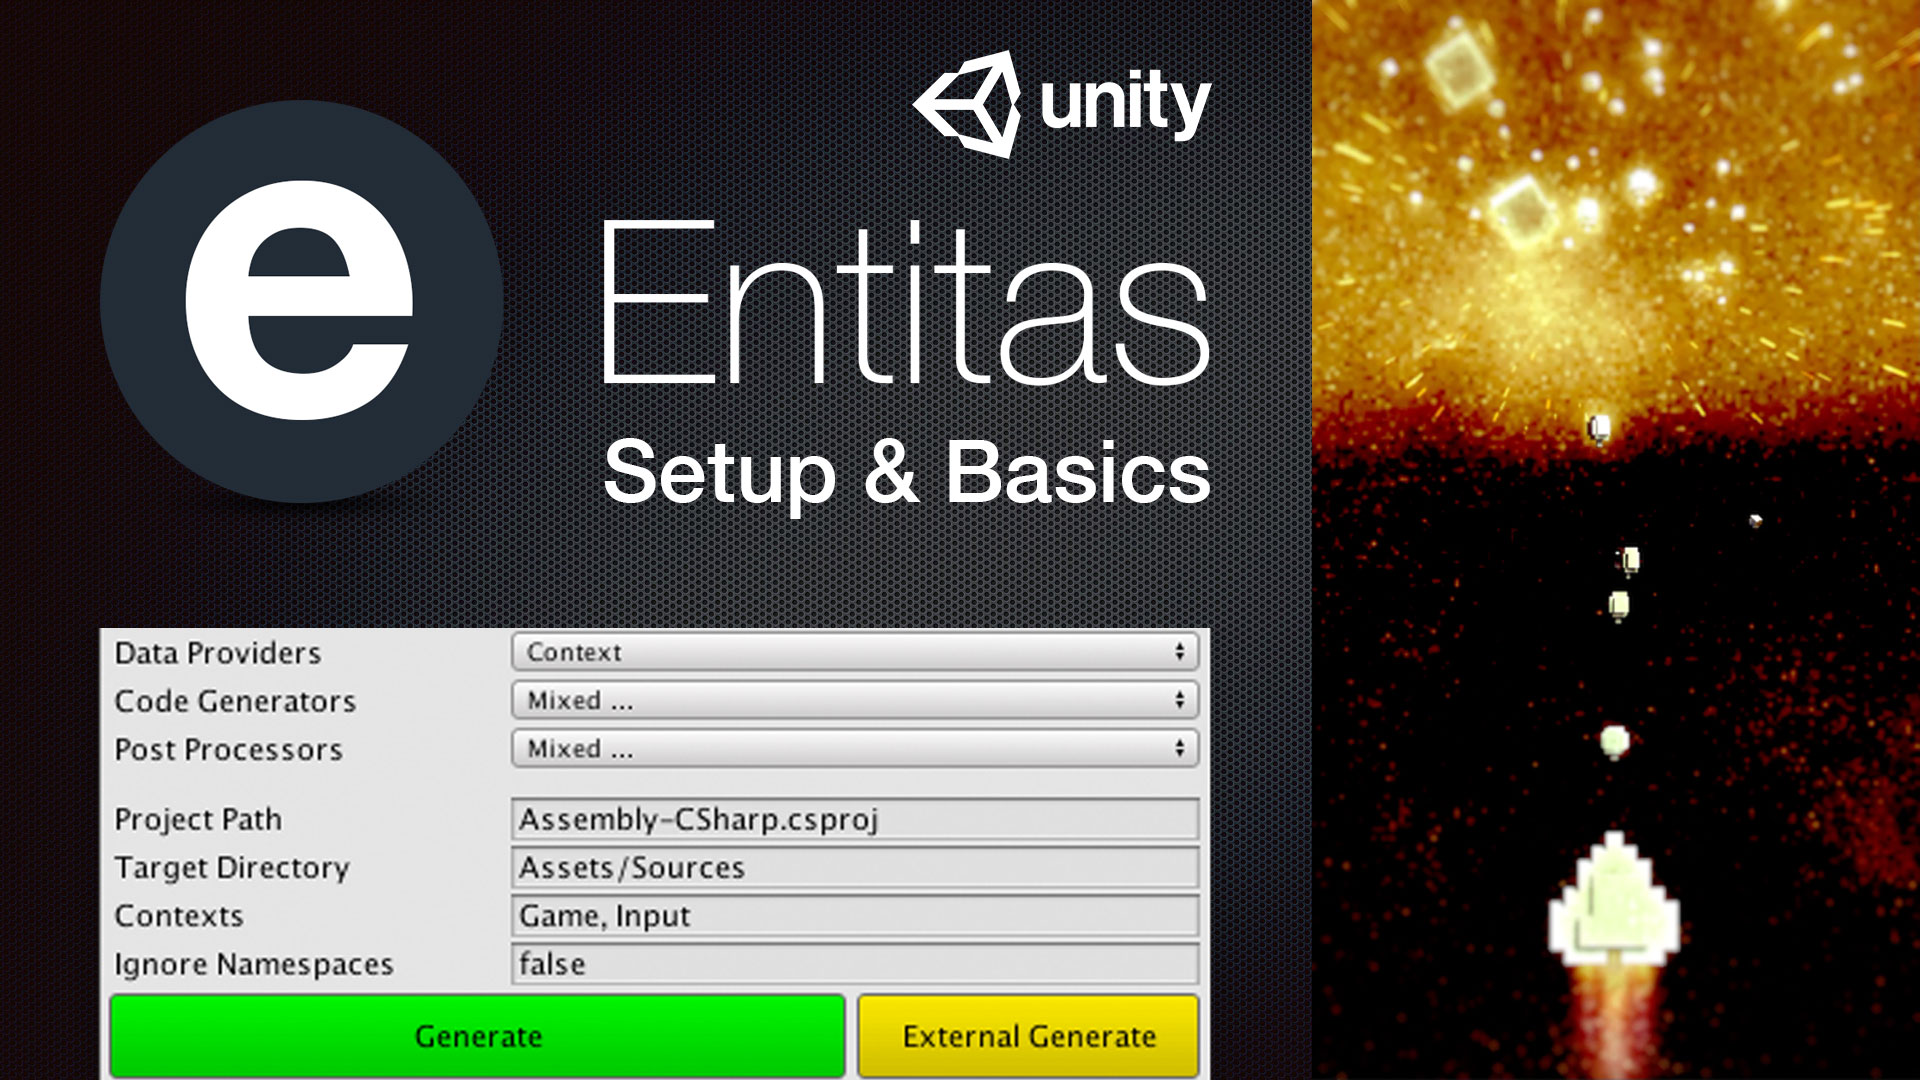 unity
e
Entitas
Setup & Basics
Data Providers Context
Code Generators Mixed ...
Post Processors Mixed ...
Project Path Assembly-CSharp.csproj
Target Directory Assets/Sources
Contexts Game, Input
Ignore Namespaces false
Generate External Generate